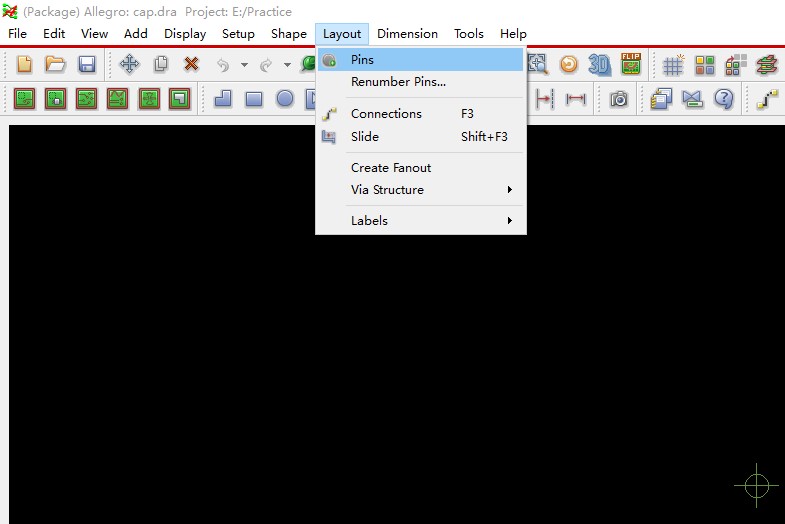 (Package) Allegro: cap.dra  Project: E:/Practice
File Edit View Add Display Setup Shape Layout Dimension Tools Help
Pins
Renumber Pins...
Connections F3
Slide Shift+F3
Create Fanout
Via Structure
Labels
3D
FLIP